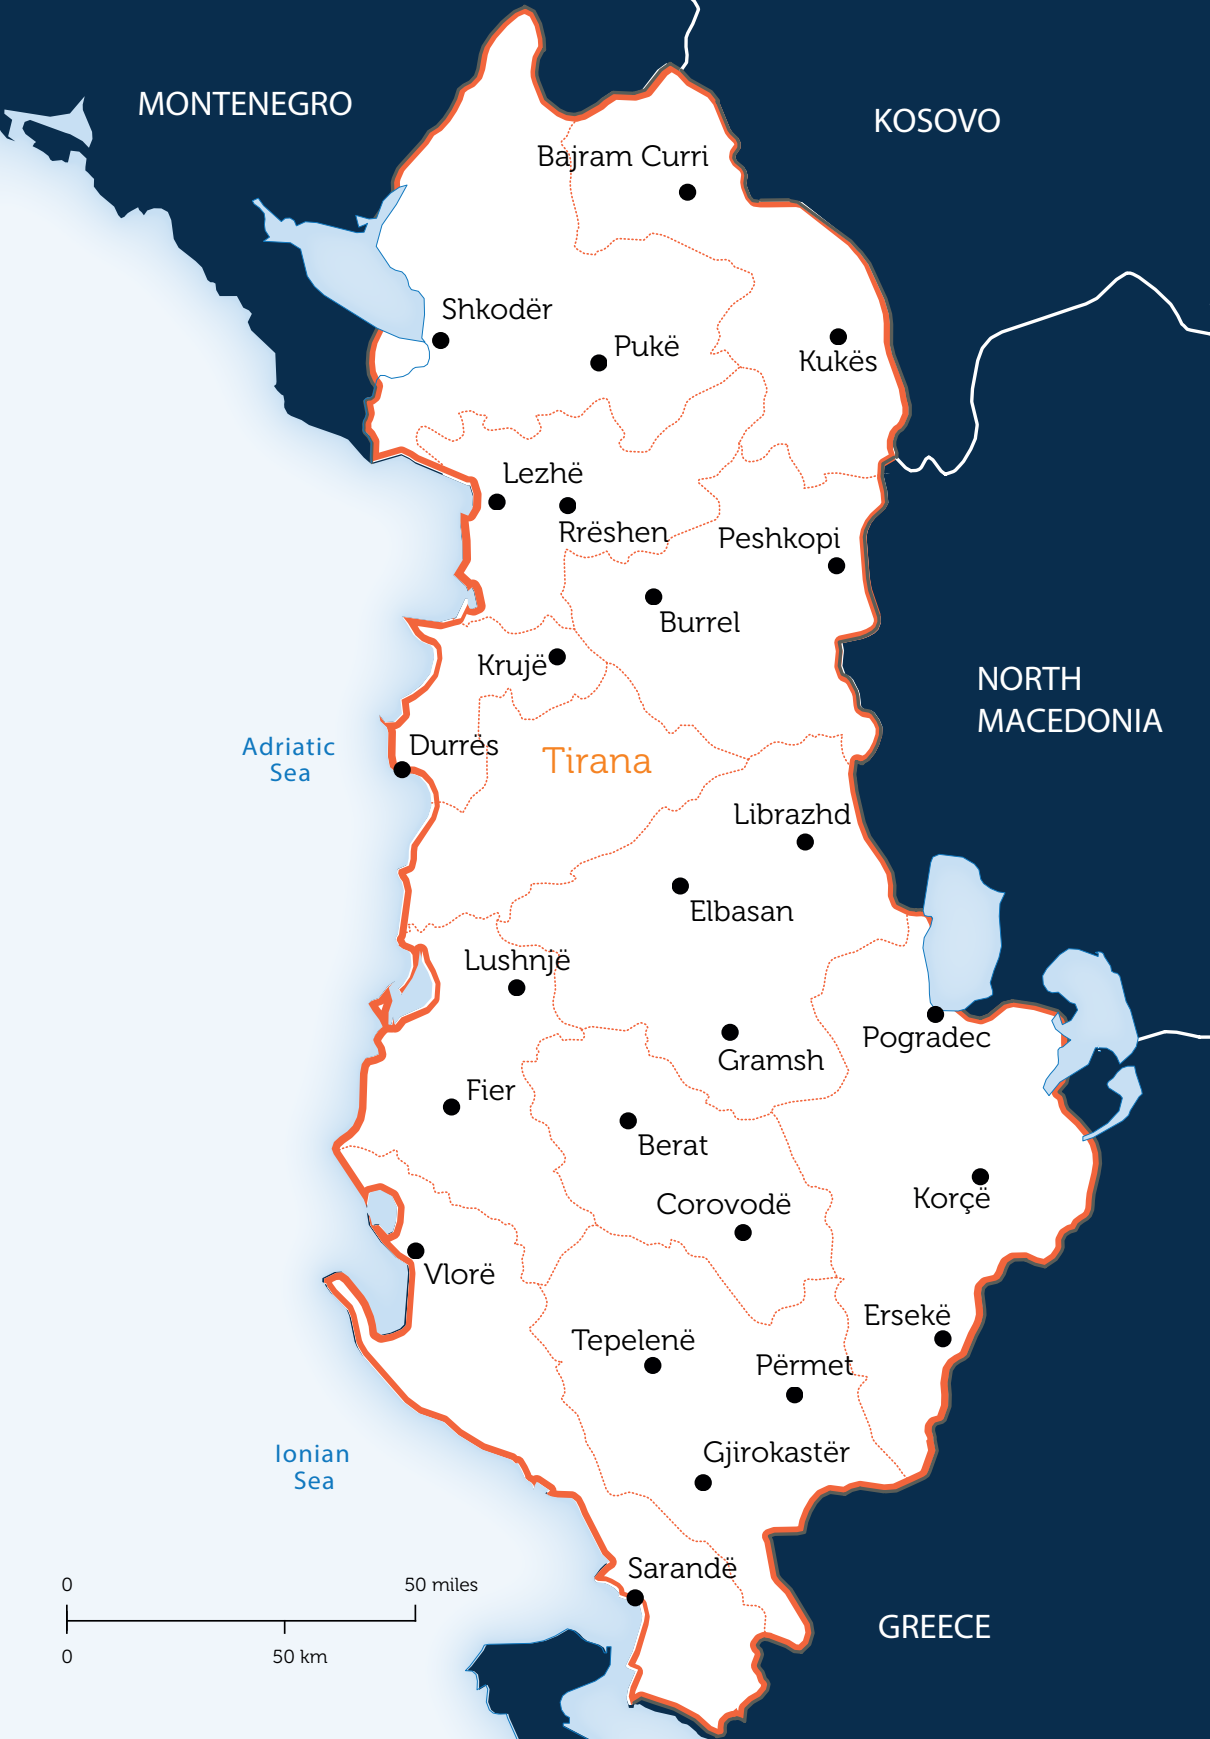 MONTENEGRO
KOSOVO
Bajram Curri
Shkodër
Pukë
Kukës
Lezhë
Rrëshen
Peshkopi
Burrel
Krujë
NORTH
MACEDONIA
Adriatic
Sea
Durrës
Tirana
Librazhd
Elbasan
Lushnjë
Pogradec
Gramsh
Fier
Berat
Korçë
Corovodë
Vlorë
Ersekë
Tepelenë
Përmet
Ionian
Sea
Gjirokastër
Sarandë
0 50 miles
0 50 km
GREECE